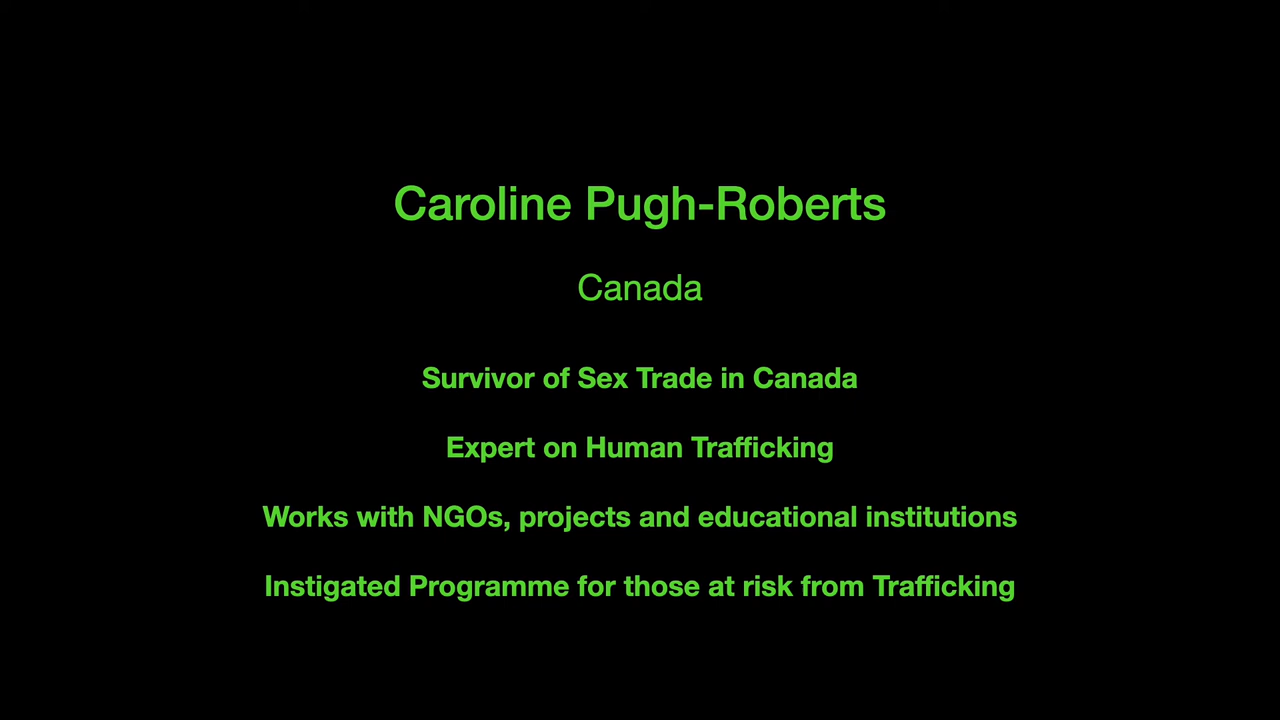 Caroline Pugh-Roberts
Canada
Survivor of Sex Trade in Canada
Expert on Human Trafficking
Works with NGOs, projects and educational institutions
Instigated Programme for those at risk from Trafficking